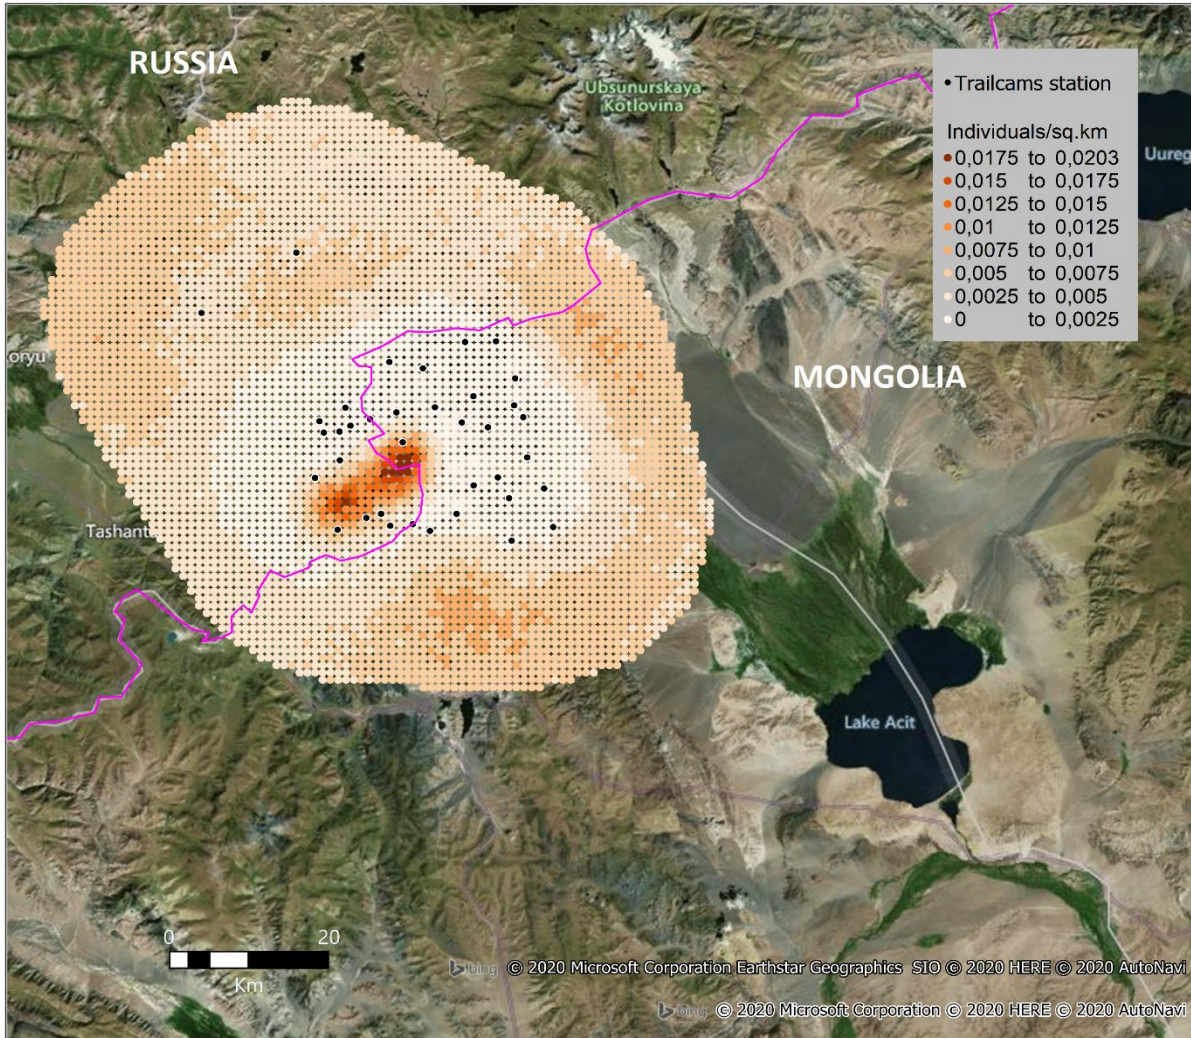 RUSSIA
Ubsunurskaya
Kotlovina
Trailcams station
Individuals/sq.km
0,0175 to 0,0203
0,015 to 0,0175
0,0125 to 0,015
0,01 to 0,0125
0,0075 to 0,01
0,005 to 0,0075
0,0025 to 0,005
0 to 0,0025
Uureg
oryu
MONGOLIA
Tashant
Lake Acit
0 20
Km
bing © 2020 Microsoft Corporation Earthstar Geographics SIO © 2020 HERE © 2020 AutoNavi
bing © 2020 Microsoft Corporation © 2020 HERE © 2020 AutoNavi